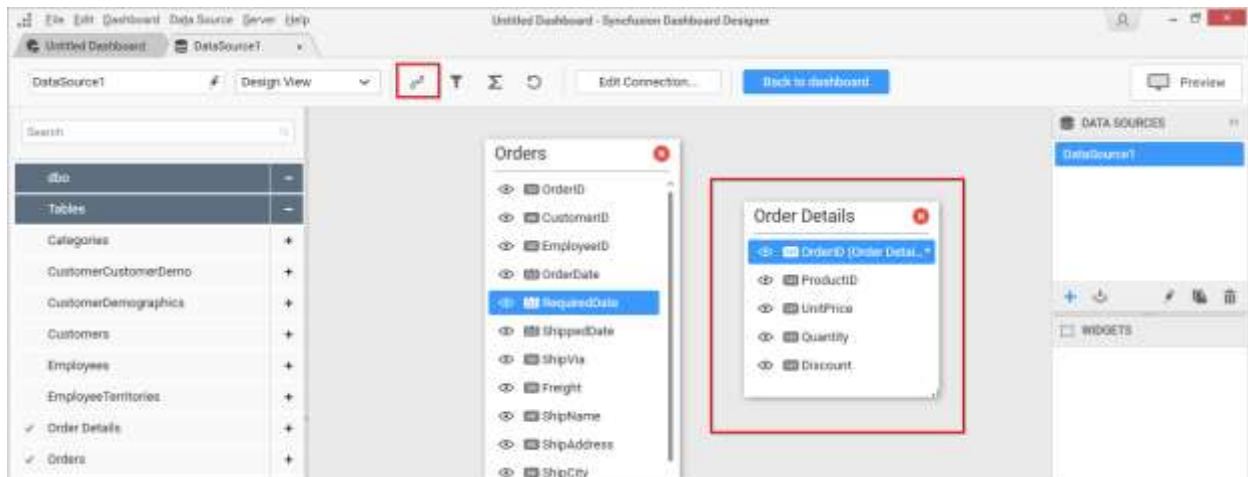 File Edit Dashboard Data Source Server Help
Untitled Dashboard - Syncfusion Dashboard Designer
Untitled Dashboard
DataSource1
DataSource1
Design View
Edit Connection...
Back to dashboard
Preview
Search
dbo
Tables
Categories
CustomerCustomerDemo
CustomerDemographics
Customers
Employees
EmployeeTerritories
Order Details
Orders
Orders
OrderID
CustomerID
EmployeeID
OrderDate
RequiredDate
ShippedDate
ShipVia
Freight
ShipName
ShipAddress
ShipCity
Order Details
OrderID (Order Detai...
ProductID
UnitPrice
Quantity
Discount
DATA SOURCES
DataSource1
WIDGETS